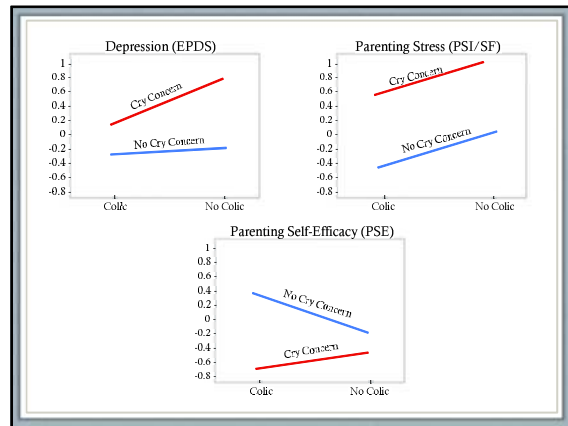 Depression (EPDS)
1
0.8
0.6
0.4
0.2
0
-0.2
-0.4
-0.6
-0.8
Cry Concern
No Cry Concern
Colic
No Colic
Parenting Stress (PSI/SF)
1
0.8
0.6
0.4
0.2
0
-0.2
-0.4
-0.6
-0.8
Cry Concern
No Cry Concern
Colic
No Colic
Parenting Self-Efficacy (PSE)
1
0.8
0.6
0.4
0.2
0
-0.2
-0.4
-0.6
-0.8
No Cry Concern
Cry Concern
Colic
No Colic